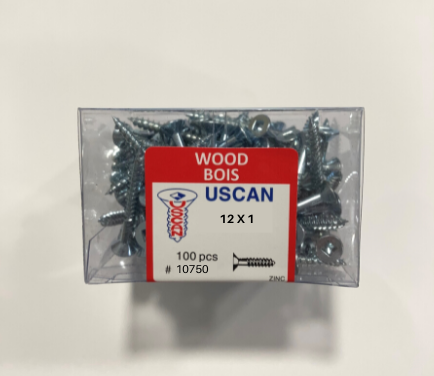 WOOD
BOIS
USCAN
12 X 1
100 pcs
# 10750
ZINC